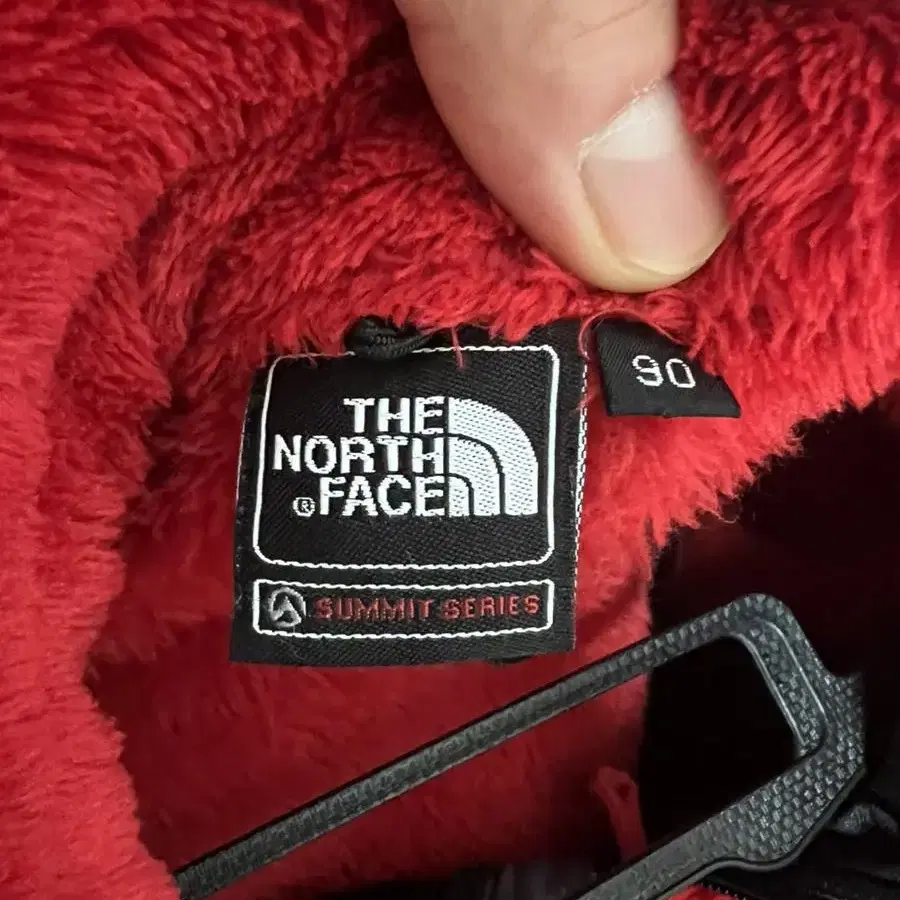 THE
NORTH
® FACE
SUMMIT SERIES
90